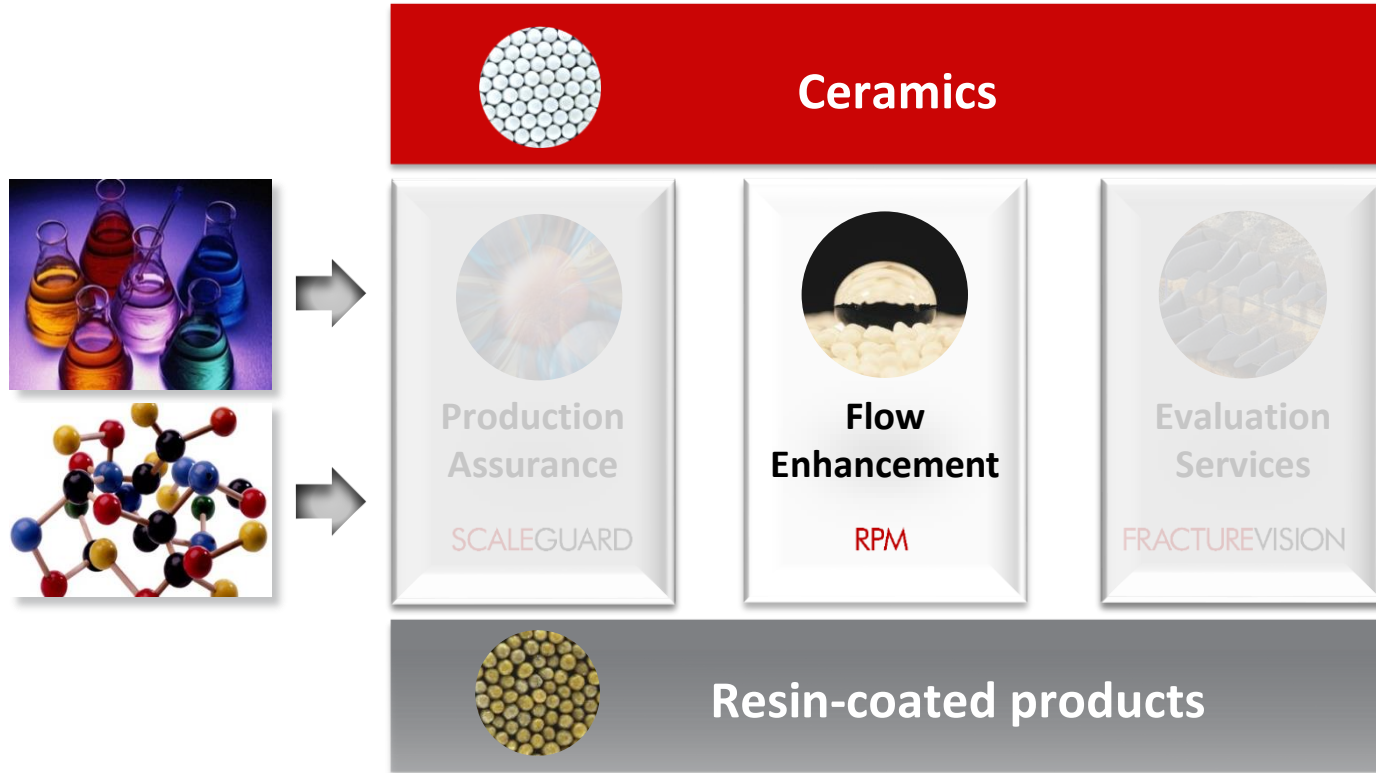 Ceramics
Production
Assurance
SCALEGUARD
Flow
Enhancement
RPM
Evaluation
Services
FRACTUREVISION
Resin-coated products